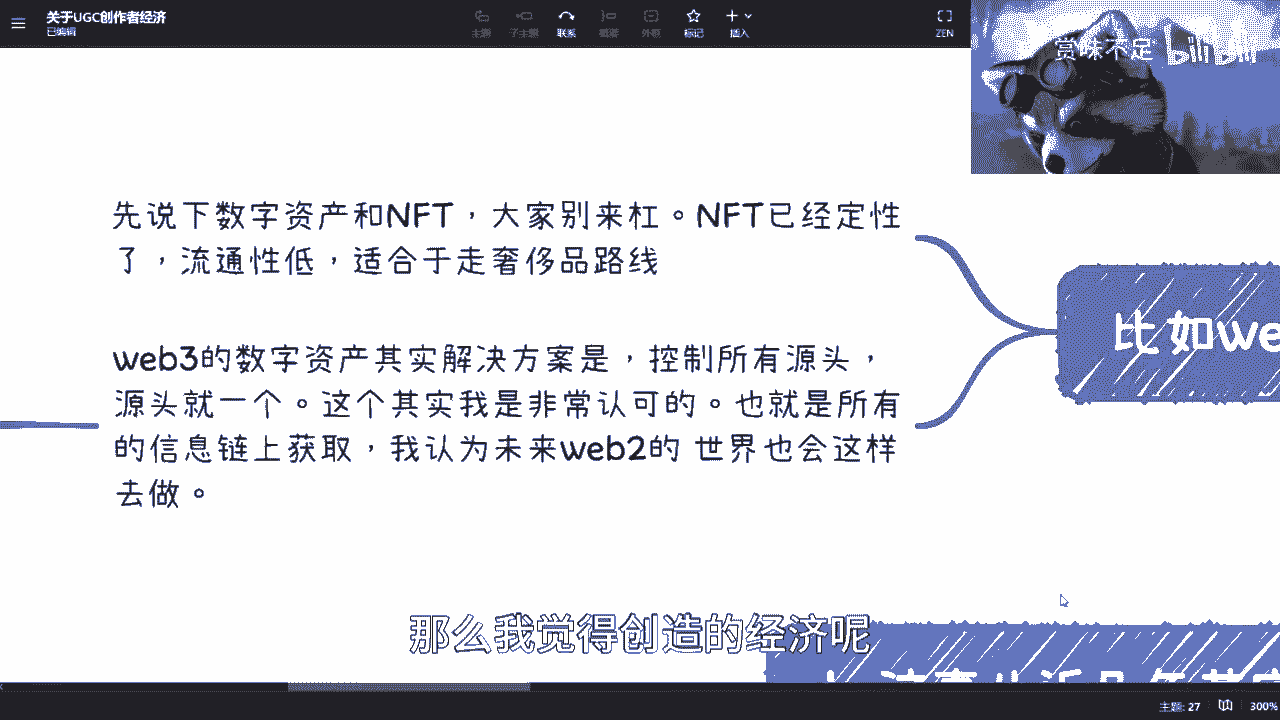 关于UGC创作者经济
已编辑
主题
子主题
联系
概要
外框
标记
插入
ZEN
赏味不足 bilibili
先说下数字资产和NFT，大家别来杠。NFT已经定性
了，流通性低，适合于走奢侈品路线
比如we
web3的数字资产其实解决方案是，控制所有源头，
源头就一个。这个其实我是非常认可的。也就是所有
的信息链上获取，我认为未来web2的 世界也会这样
去做。
那么我觉得创造的经济呢
主题: 27
300%